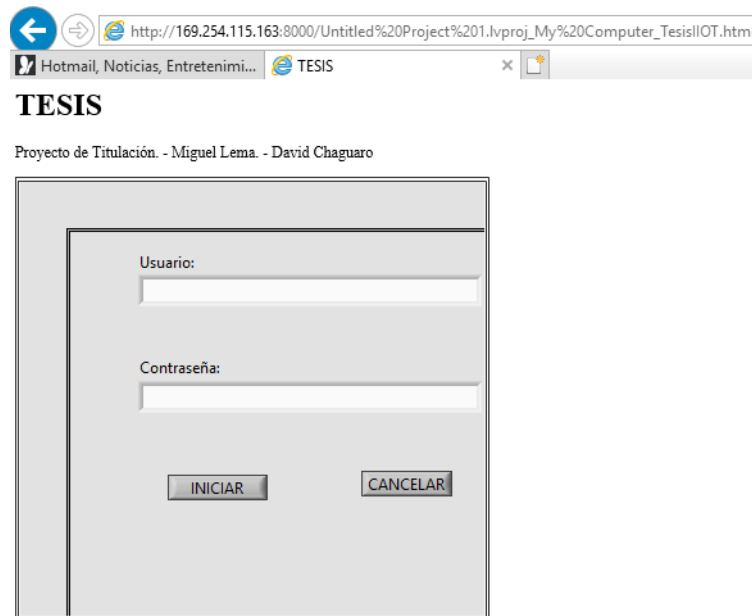 http://169.254.115.163:8000/Untitled%20Project%201.lvproj_My%20Computer_TesisIIOT.htm
Hotmail, Noticias, Entretenimi... TESIS
TESIS
Proyecto de Titulación. - Miguel Lema. - David Chaguaro
Usuario:
Contraseña:
INICIAR CANCELAR